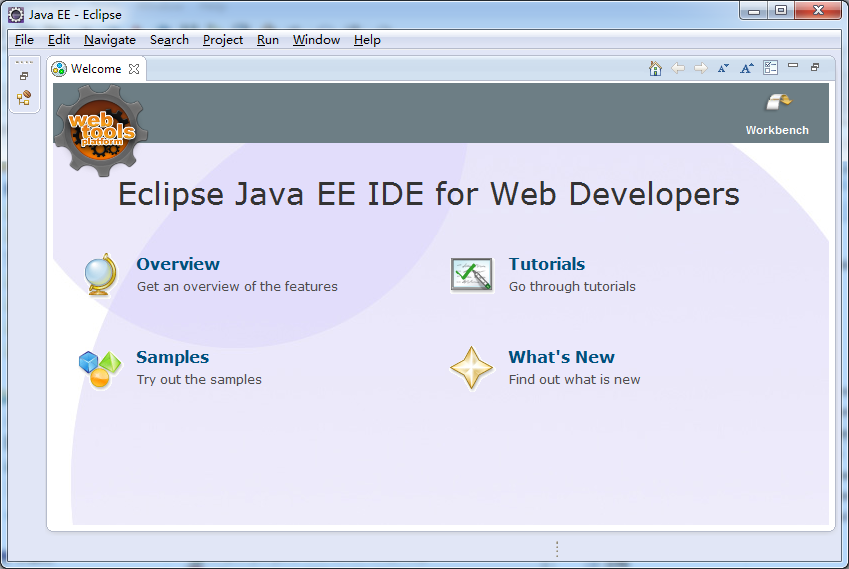 Java EE - Eclipse
File Edit Navigate Search Project Run Window Help
Welcome
web
tools
platform
Workbench
Eclipse Java EE IDE for Web Developers
Overview
Get an overview of the features
Tutorials
Go through tutorials
Samples
Try out the samples
What's New
Find out what is new